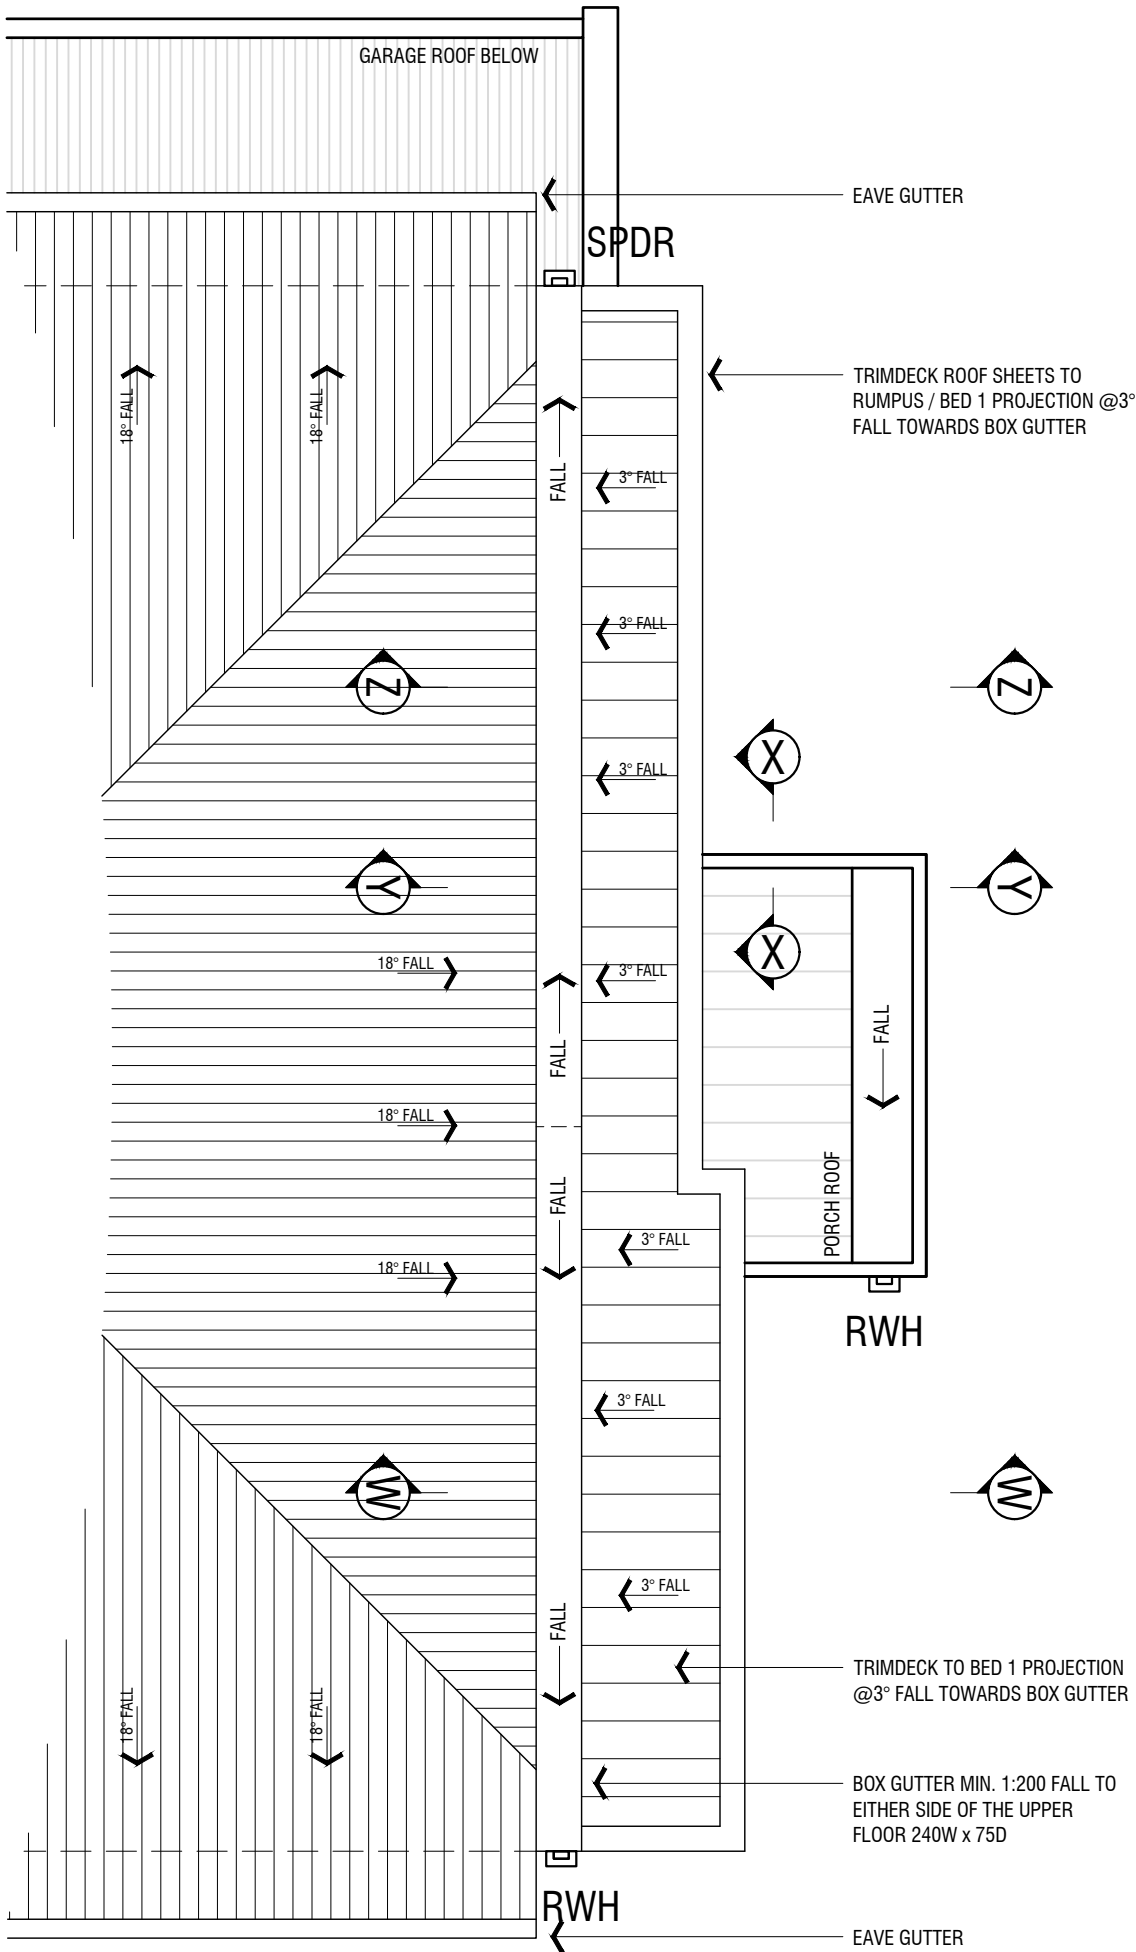 GARAGE ROOF BELOW
EAVE GUTTER
SPDR
TRIMDECK ROOF SHEETS TO
RUMPUS / BED 1 PROJECTION @3°
FALL TOWARDS BOX GUTTER
18° FALL
18° FALL
FALL
3° FALL
3° FALL
Z
Z
X
3° FALL
Y
Y
X
18° FALL
3° FALL
FALL
FALL
18° FALL
PORCH ROOF
FALL
3° FALL
18° FALL
RWH
3° FALL
W
W
3° FALL
FALL
TRIMDECK TO BED 1 PROJECTION
@3° FALL TOWARDS BOX GUTTER
18° FALL
18° FALL
BOX GUTTER MIN. 1:200 FALL TO
EITHER SIDE OF THE UPPER
FLOOR 240W x 75D
RWH
EAVE GUTTER